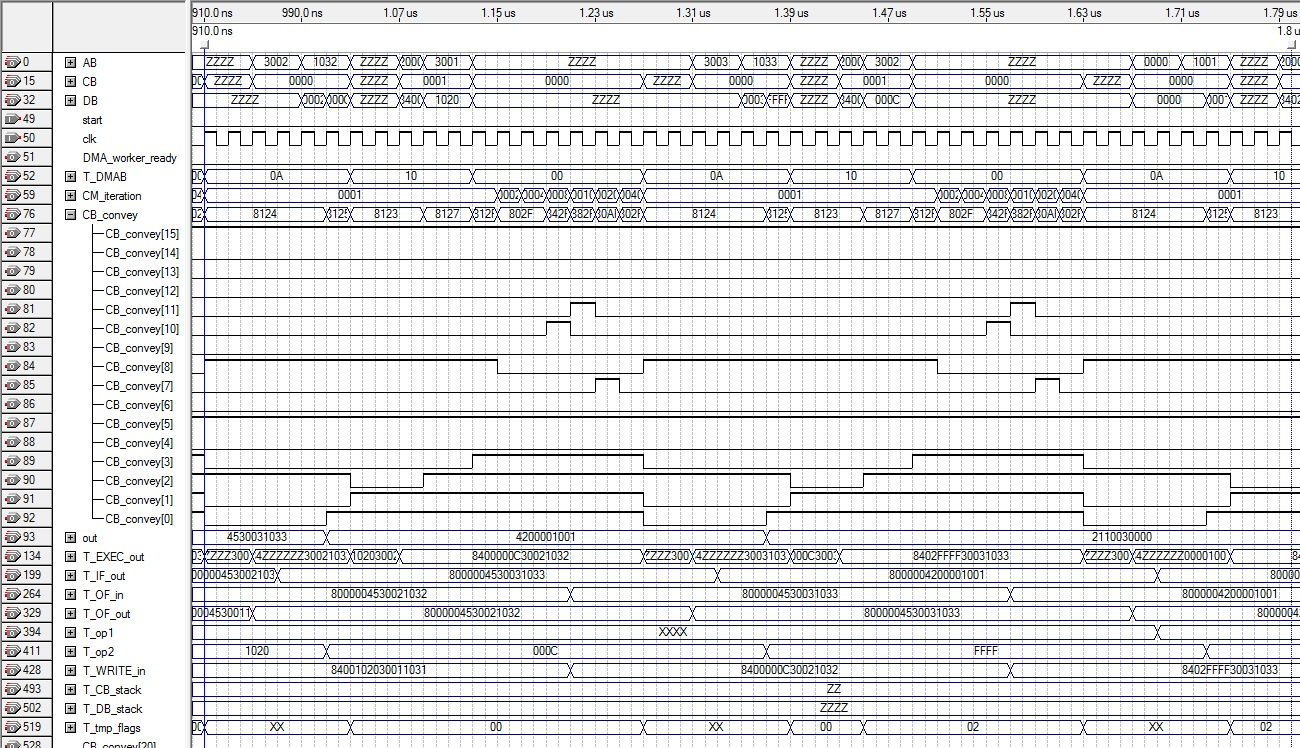 910.0 ns 990.0 ns 1.07 us 1.15 us 1.23 us 1.31 us 1.39 us 1.47 us 1.55 us 1.63 us 1.71 us 1.79 us
910.0 ns 1.8 u
0 AB ZZZZ 3002 1032 ZZZZ 3001 ZZZZ 3003 1033 ZZZZ 3002 ZZZZ 0000 1001 ZZZZ
15 CB ZZZZ 0000 ZZZZ 0001 0000 ZZZZ 0000 ZZZZ 0001 0000 ZZZZ 0000 ZZZZ
32 DB ZZZZ ZZZZ 1020 ZZZZ ZZZZ 000C ZZZZ 0000 ZZZZ
49 start
50 clk
51 DMA_worker_ready
52 T_DMAB 0A 10 00 0A 10 00 0A 10
59 CM_iteration 0001 0001 0001
76 CB_convey 8124 8123 8127 802F 8124 8123 8127 802F 8124 8123
77 CB_convey[15]
78 CB_convey[14]
79 CB_convey[13]
80 CB_convey[12]
81 CB_convey[11]
82 CB_convey[10]
83 CB_convey[9]
84 CB_convey[8]
85 CB_convey[7]
86 CB_convey[6]
87 CB_convey[5]
88 CB_convey[4]
89 CB_convey[3]
90 CB_convey[2]
91 CB_convey[1]
92 CB_convey[0]
93 out 4530031033 4200001001 2110030000
134 T_EXEC_out 8400000C30021032 8402FFFF30031033
199 T_IF_out 8000004530031033 8000004200001001 80000
264 T_OF_in 8000004530021032 8000004530031033 8000004200001001
329 T_OF_out 8000004530021032 8000004530031033 8000004
394 T_op1 XXXX
411 T_op2 1020 000C FFFF
428 T_WRITE_in 8400102030011031 8400000C30021032 8402FFFF30031033
493 T_CB_stack ZZ
502 T_DB_stack ZZZZ
519 T_tmp_flags XX 00 XX 00 02 XX 02
528 CB_convey[20]